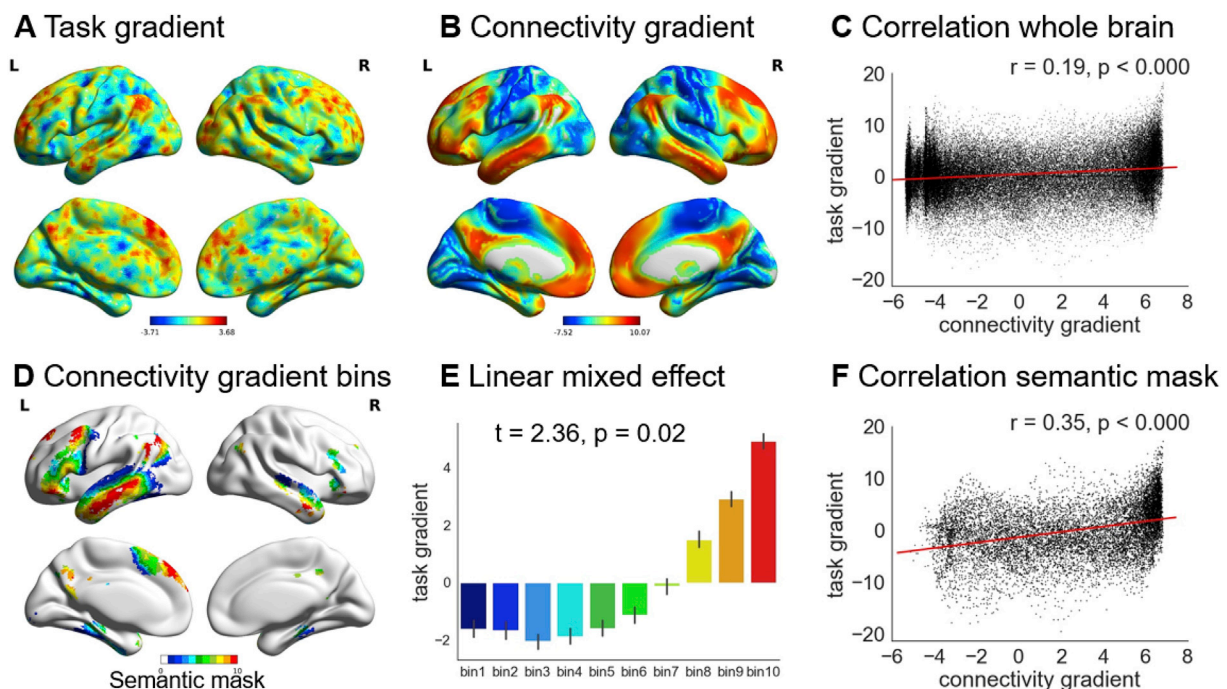 A Task gradient
L
R
-3.71
3.68
B Connectivity gradient
L
R
-7.52
10.07
C Correlation whole brain
r = 0.19, p < 0.000
20
10
0
−10
−20
task gradient
−6 −4 −2 0 2 4 6 8
connectivity gradient
D Connectivity gradient bins
L
R
0
10
Semantic mask
E Linear mixed effect
t = 2.36, p = 0.02
4
2
0
−2
task gradient
bin1 bin2 bin3 bin4 bin5 bin6 bin7 bin8 bin9 bin10
F Correlation semantic mask
r = 0.35, p < 0.000
20
10
0
−10
−20
task gradient
−6 −4 −2 0 2 4 6 8
connectivity gradient